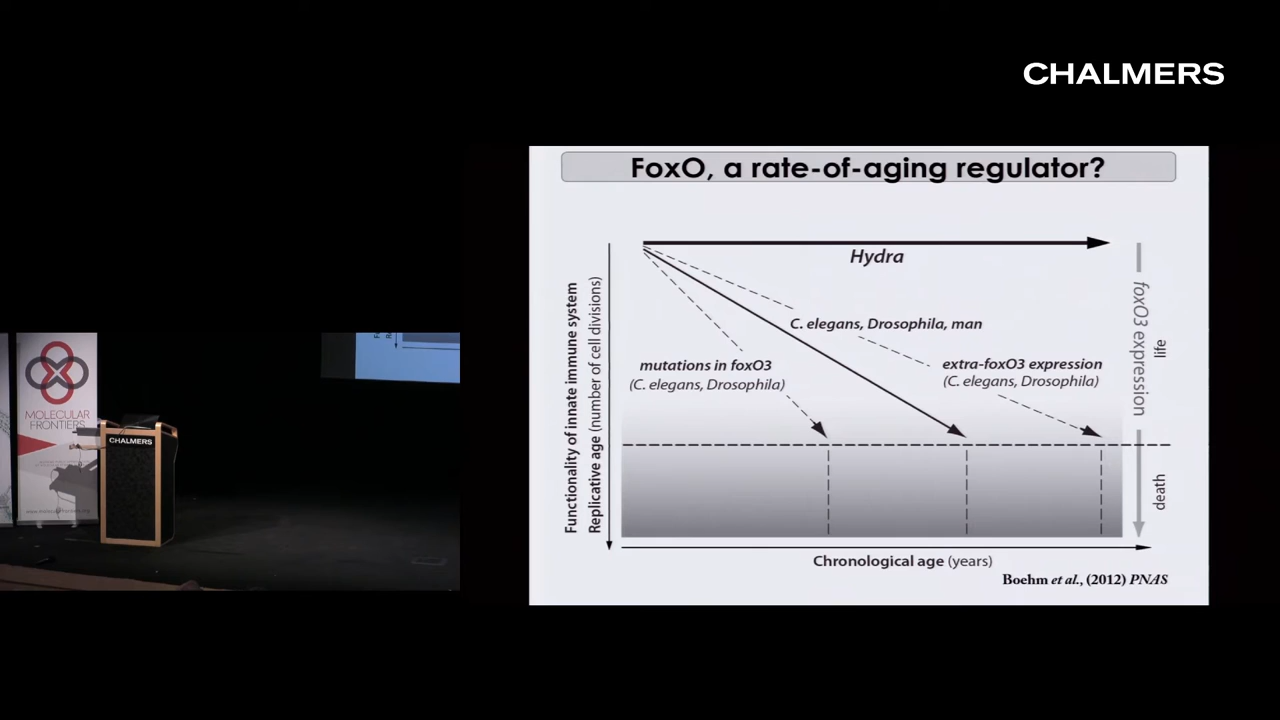 CHALMERS
FoxO, a rate-of-aging regulator?
Hydra
C. elegans, Drosophila, man
mutations in foxO3
(C. elegans, Drosophila)
extra-foxO3 expression
(C. elegans, Drosophila)
Functionality of innate immune system
Replicative age (number of cell divisions)
foxO3 expression
life
death
Chronological age (years)
Boehm et al., (2012) PNAS
MOLECULAR
FRONTIERS
CHALMERS